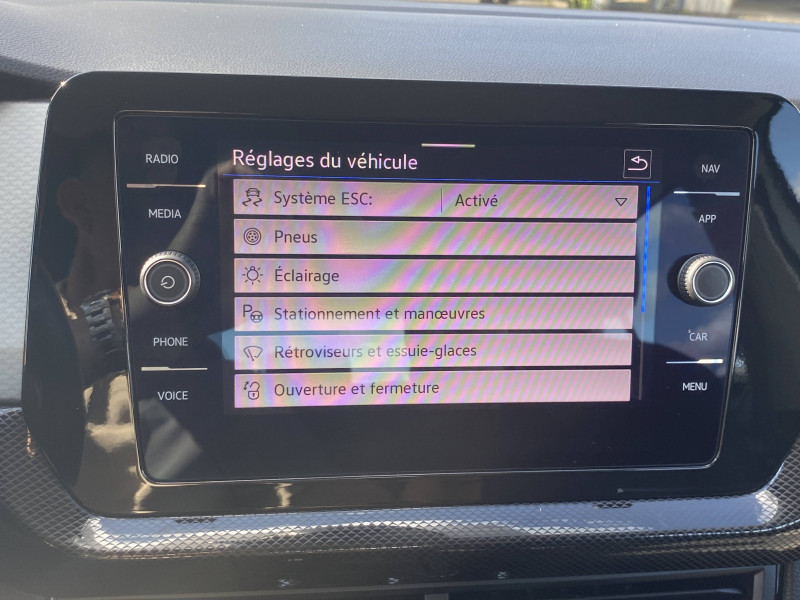 RADIO
MEDIA
PHONE
VOICE
Réglages du véhicule
Système ESC: Activé
Pneus
Éclairage
Stationnement et manœuvres
Rétroviseurs et essuie-glaces
Ouverture et fermeture
NAV
APP
CAR
MENU